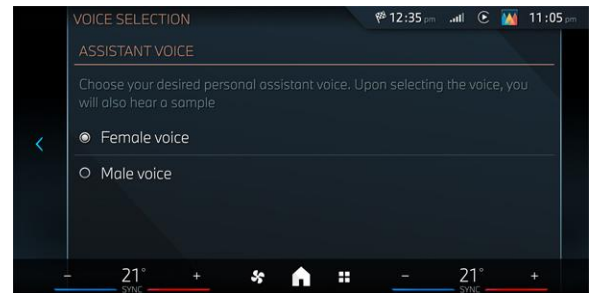 VOICE SELECTION
12:35 pm
11:05 pm
ASSISTANT VOICE
Choose your desired personal assistant voice. Upon selecting the voice, you
will also hear a sample
Female voice
Male voice
- 21° +
- 21° +
SYNC
SYNC